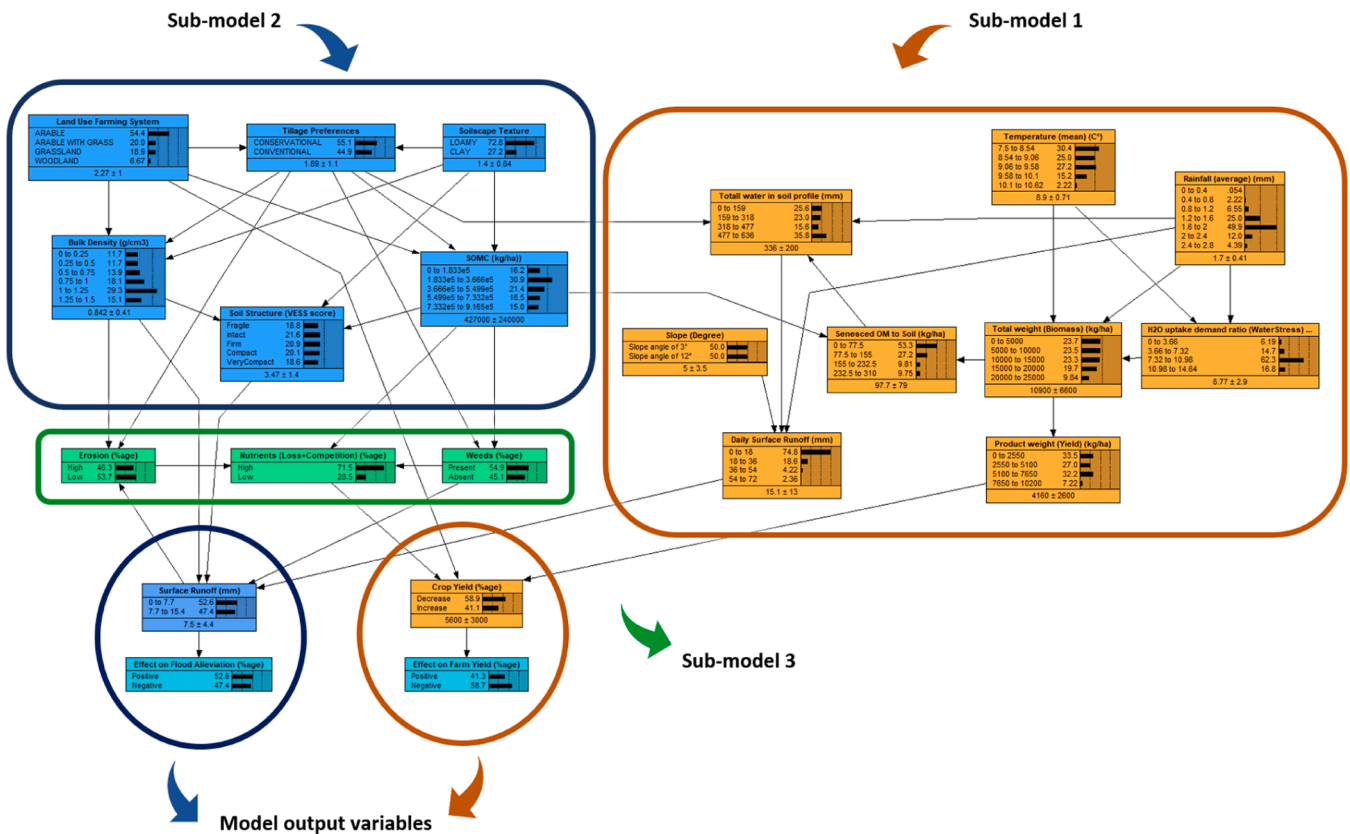 Sub-model 2
Sub-model 1
Land Use Farming System
ARABLE 54.4
ARABLE WITH GRASS 20.0
GRASSLAND 18.9
WOODLAND 6.67
2.27 ± 1
Tillage Preferences
CONSERVATIONAL 55.1
CONVENTIONAL 44.9
1.89 ± 1.1
Soilscape Texture
LOAMY 72.8
CLAY 27.2
1.4 ± 0.84
Bulk Density (g/cm3)
0 to 0.25 11.7
0.25 to 0.5 11.7
0.5 to 0.75 13.9
0.75 to 1 18.1
1 to 1.25 29.3
1.25 to 1.5 15.1
0.842 ± 0.41
SOMC (kg/ha))
0 to 1.833e5 16.2
1.833e5 to 3.666e5 30.9
3.666e5 to 5.499e5 21.4
5.499e5 to 7.332e5 16.5
7.332e5 to 9.165e5 15.0
427000 ± 240000
Soil Structure (VESS score)
Fragile 18.8
Intact 21.6
Firm 20.9
Compact 20.1
VeryCompact 18.6
3.47 ± 1.4
Temperature (mean) (C°)
7.5 to 8.54 30.4
8.54 to 9.06 25.0
9.06 to 9.58 27.2
9.58 to 10.1 15.2
10.1 to 10.62 2.22
8.9 ± 0.71
Rainfall (average) (mm)
0 to 0.4 .054
0.4 to 0.8 2.22
0.8 to 1.2 6.55
1.2 to 1.6 25.0
1.6 to 2 49.9
2 to 2.4 12.0
2.4 to 2.8 4.39
1.7 ± 0.41
Totall water in soil profile (mm)
0 to 159 25.6
159 to 318 23.0
318 to 477 15.6
477 to 636 35.8
336 ± 200
Slope (Degree)
Slope angle of 3° 50.0
Slope angle of 12° 50.0
5 ± 3.5
Senesced OM to Soil (kg/ha)
0 to 77.5 53.3
77.5 to 155 27.2
155 to 232.5 9.81
232.5 to 310 9.75
97.7 ± 79
Total weight (Biomass) (kg/ha
0 to 5000 23.7
5000 to 10000 23.5
10000 to 15000 23.3
15000 to 20000 19.7
20000 to 25000 9.84
10900 ± 6600
H2O uptake demand ratio (WaterStress) ...
0 to 3.66 6.19
3.66 to 7.32 14.7
7.32 to 10.98 62.3
10.98 to 14.64 16.8
8.77 ± 2.9
Daily Surface Runoff (mm)
0 to 18 74.8
18 to 36 18.6
36 to 54 4.22
54 to 72 2.36
15.1 ± 13
Product weight (Yield) (kg/ha)
0 to 2550 33.5
2550 to 5100 27.0
5100 to 7650 32.2
7650 to 10200 7.22
4160 ± 2600
Erosion (%age)
High 46.3
Low 53.7
Nutrients (Loss+Competition) (%age)
High 71.5
Low 28.5
Weeds (%age)
Present 54.9
Absent 45.1
Surface Runoff (mm)
0 to 7.7 52.6
7.7 to 15.4 47.4
7.5 ± 4.4
Crop Yield (%age)
Decrease 58.9
Increase 41.1
5600 ± 3000
Effect on Flood Alleviation (%age)
Positive 52.6
Negative 47.4
Effect on Farm Yield (%age)
Positive 41.3
Negative 58.7
Sub-model 3
Model output variables